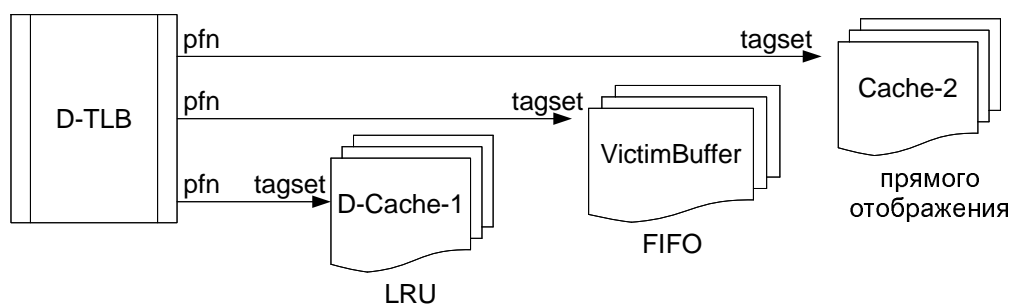 pfn
tagset
Cache-2
pfn
tagset
D-TLB
VictimBuffer
прямого
отображения
pfn
tagset
D-Cache-1
FIFO
LRU